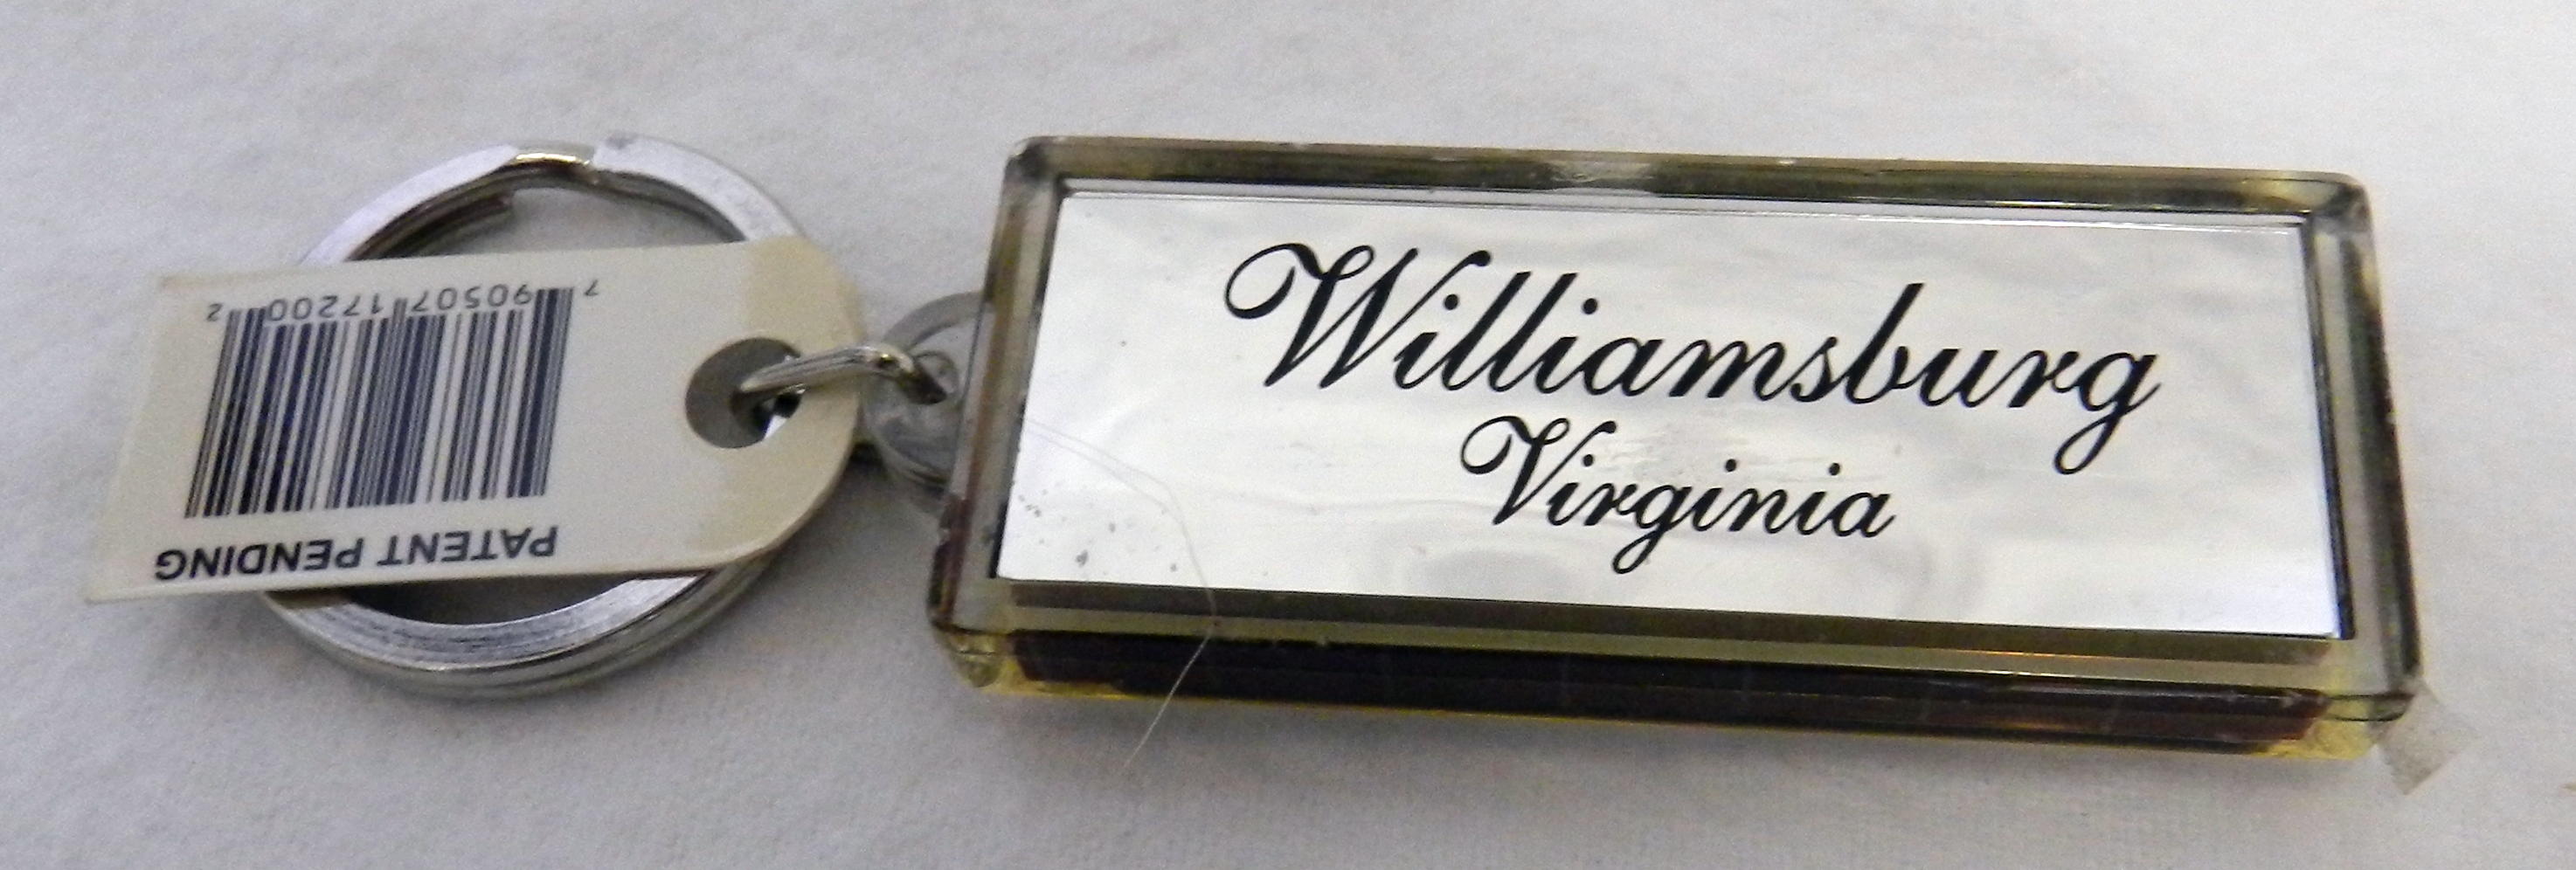 Williamsburg
Virginia
PATENT PENDING
7 90507 17200 2